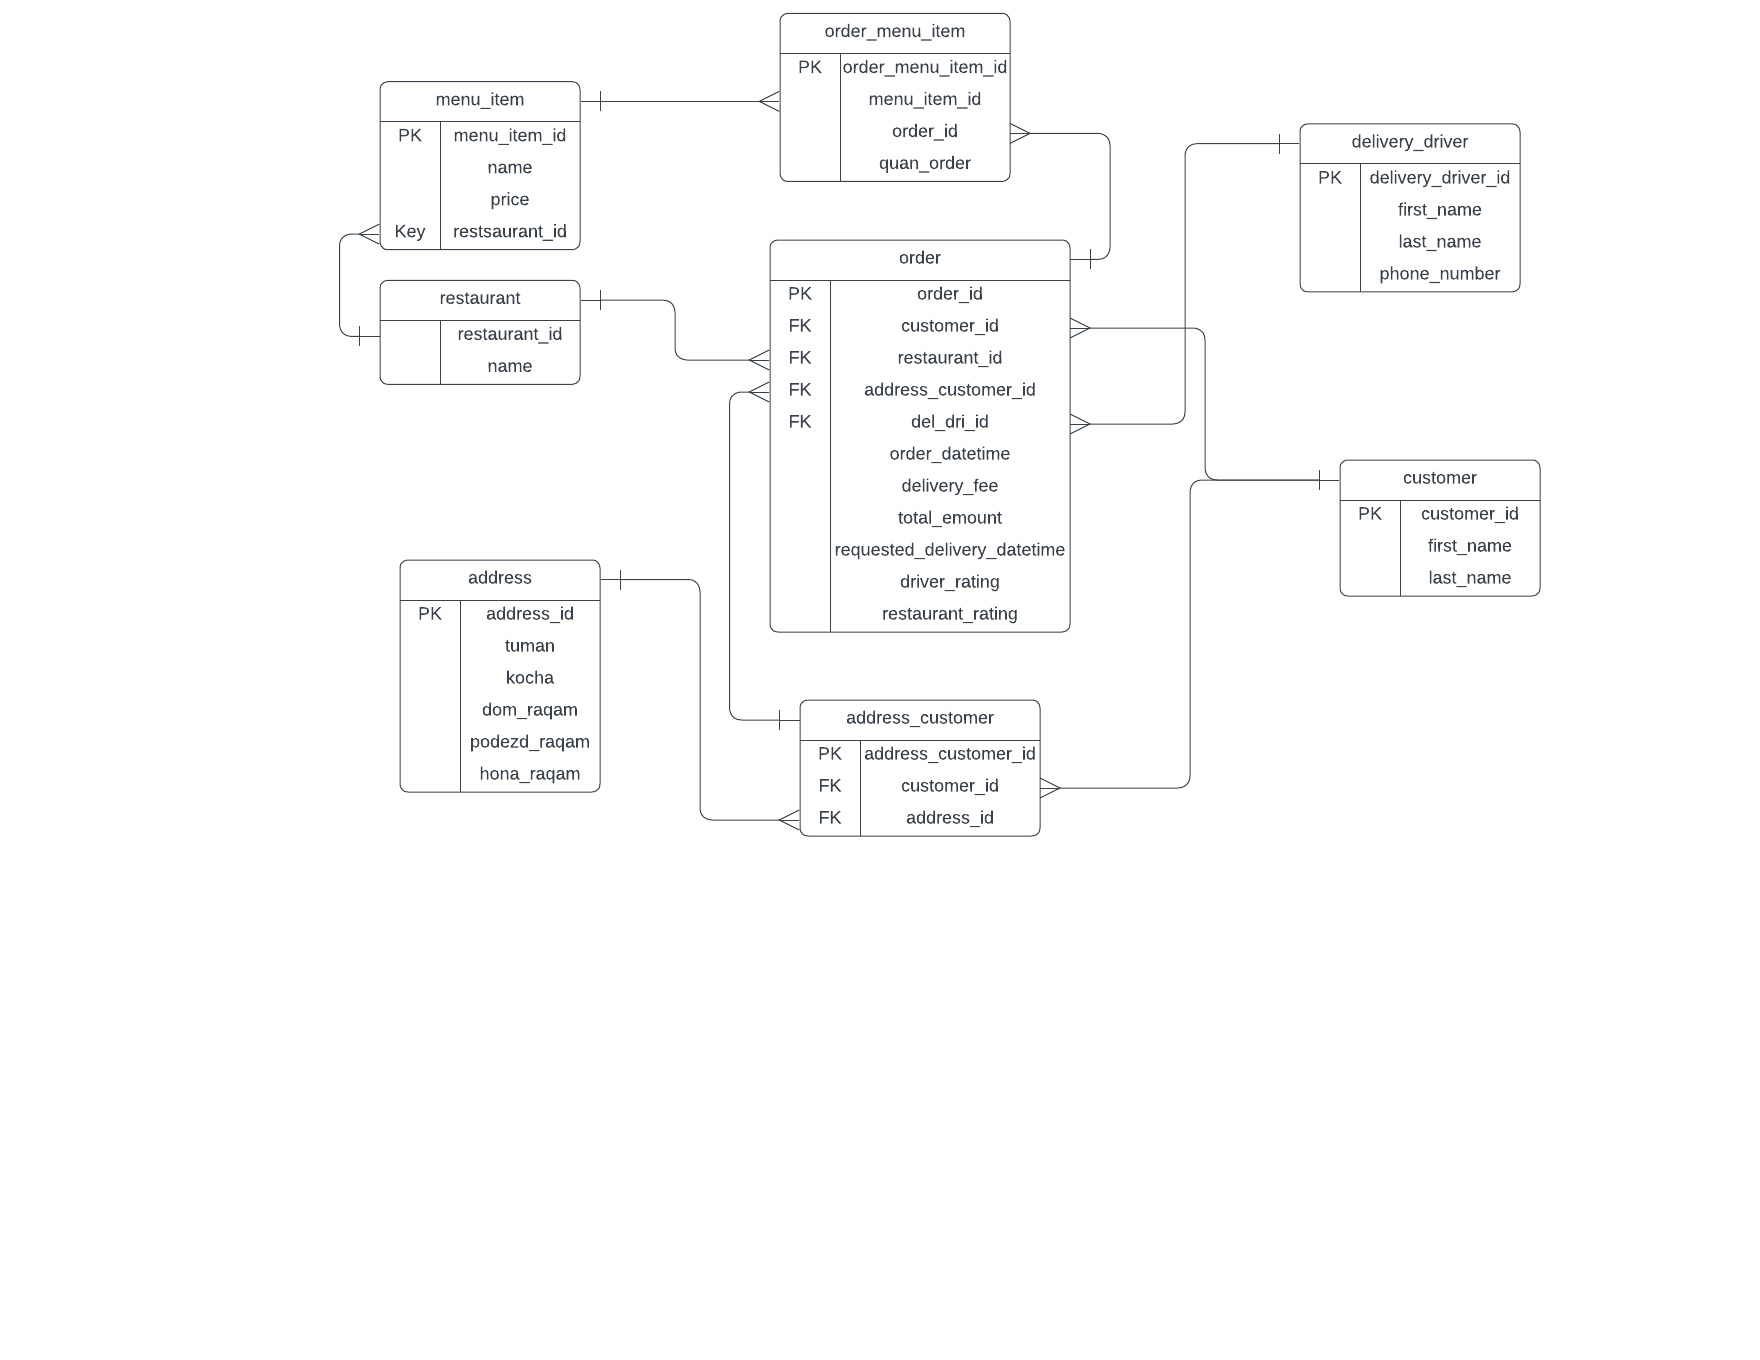 order_menu_item
PK order_menu_item_id
menu_item_id
order_id
quan_order
menu_item
PK menu_item_id
name
price
Key restsaurant_id
delivery_driver
PK delivery_driver_id
first_name
last_name
phone_number
restaurant
restaurant_id
name
order
PK order_id
FK customer_id
FK restaurant_id
FK address_customer_id
FK del_dri_id
order_datetime
delivery_fee
total_emount
requested_delivery_datetime
driver_rating
restaurant_rating
customer
PK customer_id
first_name
last_name
address
PK address_id
tuman
kocha
dom_raqam
podezd_raqam
hona_raqam
address_customer
PK address_customer_id
FK customer_id
FK address_id